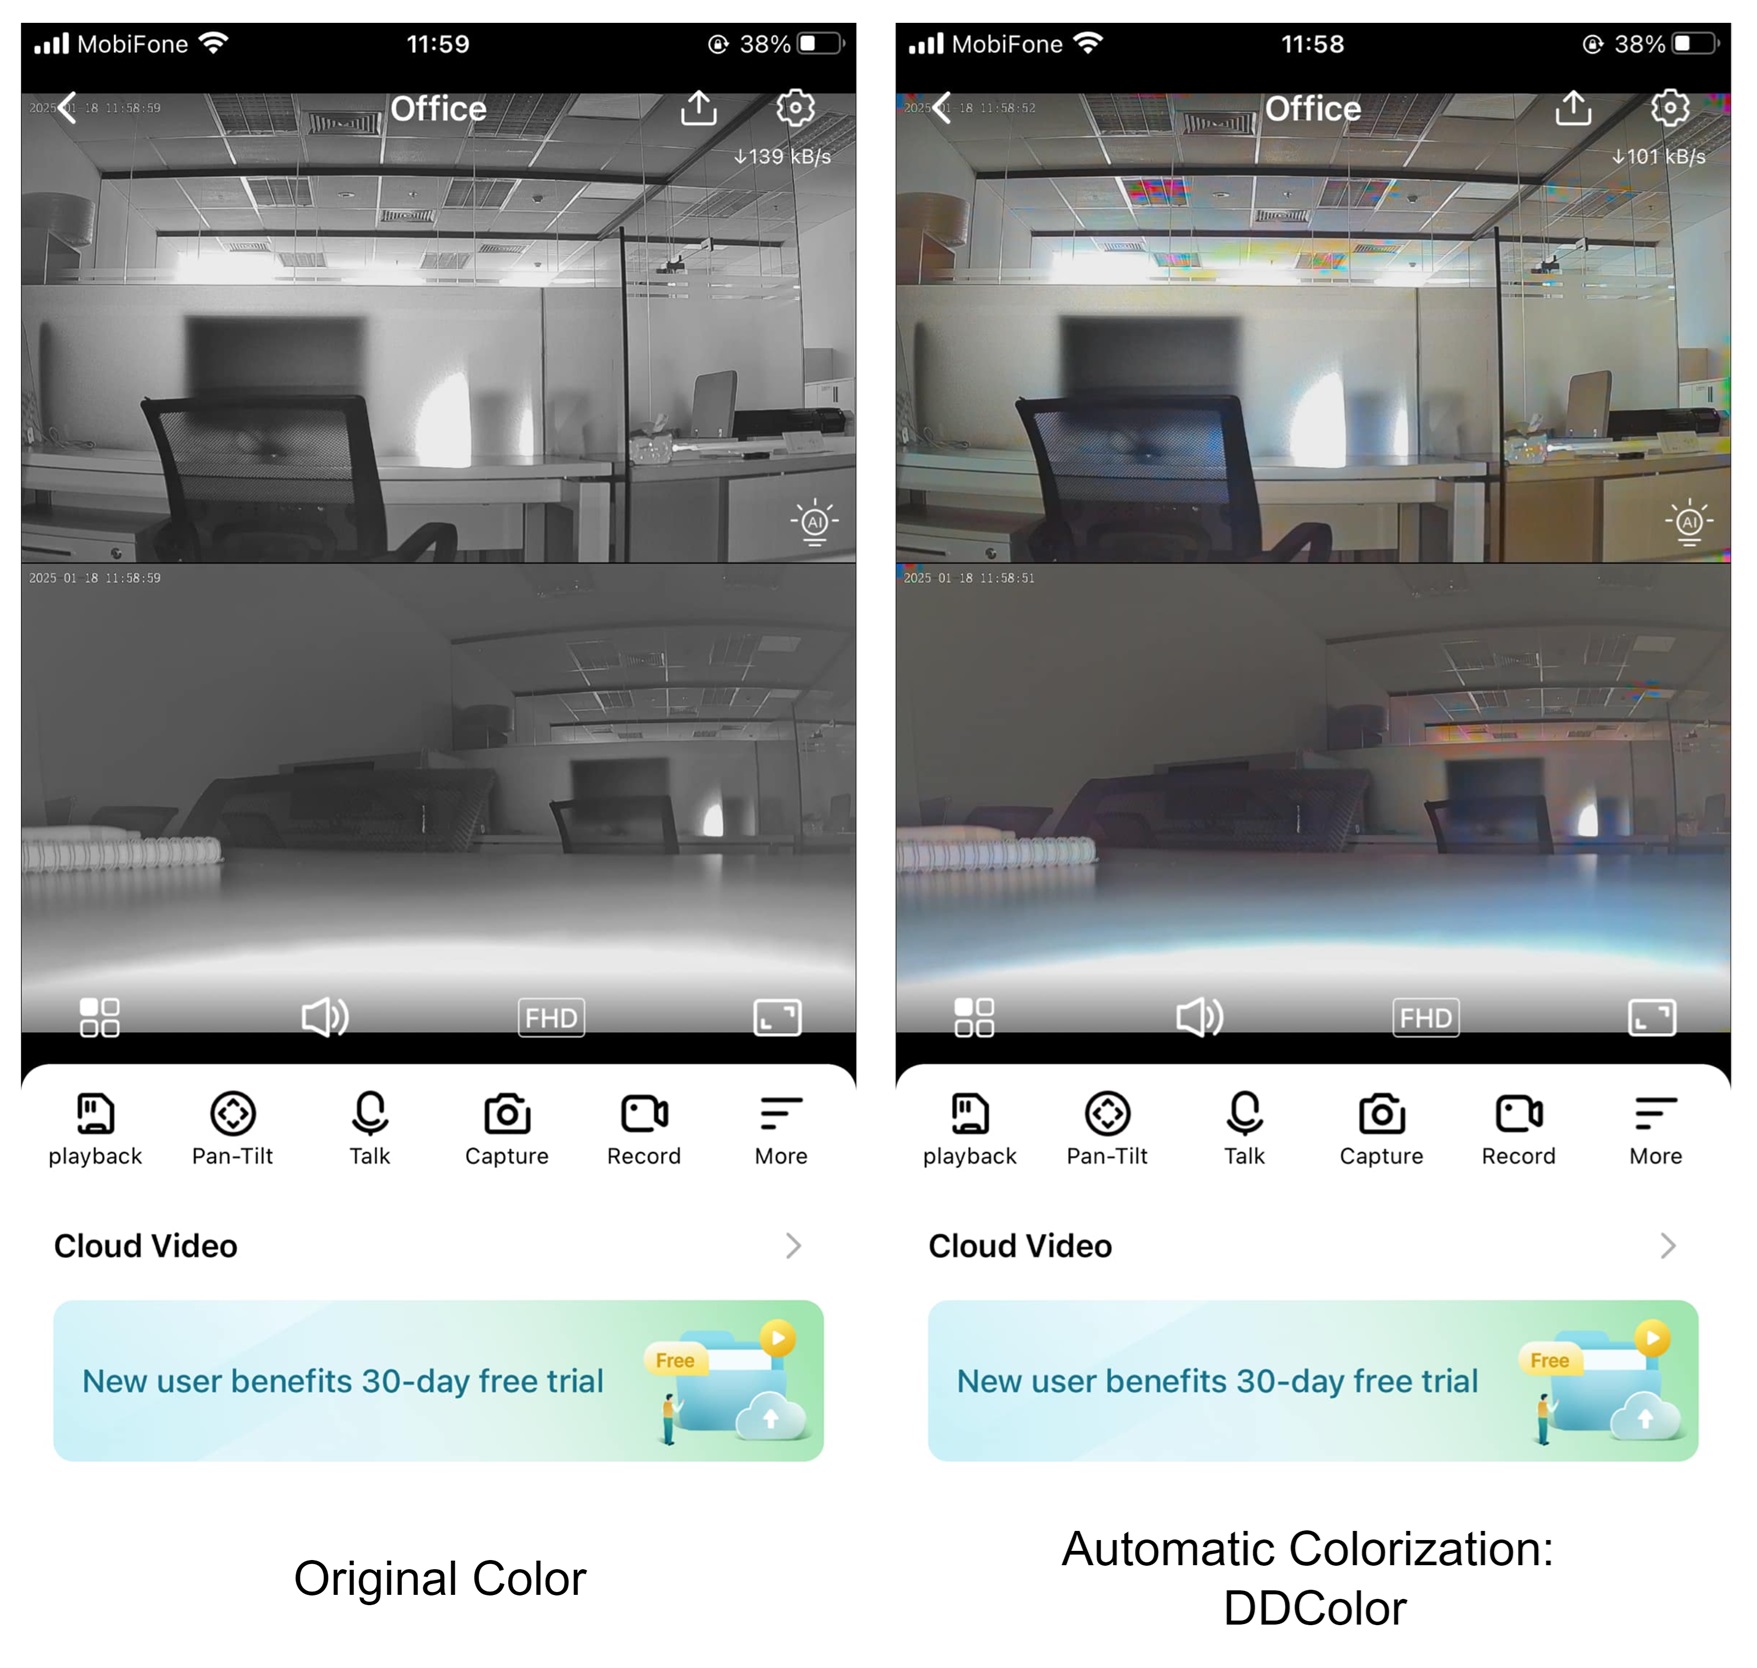 MobiFone 11:59 38%
2025-01-18 11:58:59
Office
↓139 kB/s
AI
2025-01-18 11:58:59
FHD
playback Pan-Tilt Talk Capture Record More
Cloud Video
New user benefits 30-day free trial
Free
Original Color
MobiFone 11:58 38%
2025-01-18 11:58:52
Office
↓101 kB/s
AI
2025-01-18 11:58:51
FHD
playback Pan-Tilt Talk Capture Record More
Cloud Video
New user benefits 30-day free trial
Free
Automatic Colorization:
DDColor